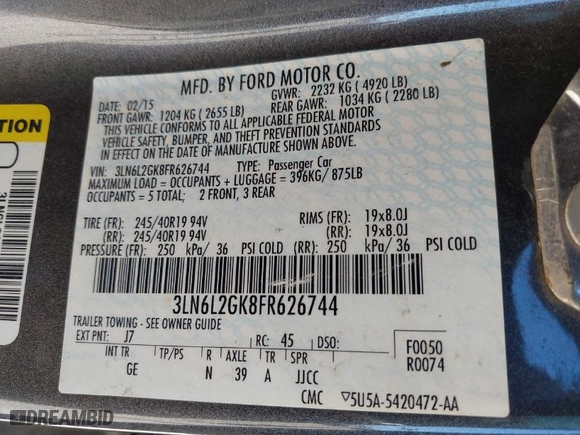 MFD. BY FORD MOTOR CO.
DATE: 02/15 GVWR: 2232 KG ( 4920 LB)
FRONT GAWR: 1204 KG ( 2655 LB) REAR GAWR: 1034 KG ( 2280 LB)
THIS VEHICLE CONFORMS TO ALL APPLICABLE FEDERAL MOTOR
VEHICLE SAFETY, BUMPER, AND THEFT PREVENTION STANDARDS
IN EFFECT ON THE DATE OF MANUFACTURE SHOWN ABOVE.
VIN: 3LN6L2GK8FR626744 TYPE: Passenger Car
MAXIMUM LOAD = OCCUPANTS + LUGGAGE = 396KG/ 875LB
OCCUPANTS = 5 TOTAL: 2 FRONT, 3 REAR
TIRE (FR): 245/40R19 94V RIMS (FR): 19x8.0J
(RR): 245/40R19 94V (RR): 19x8.0J
PRESSURE (FR): 250 kPa/ 36 PSI COLD (RR): 250 kPa/ 36 PSI COLD
3LN6L2GK8FR626744
TRAILER TOWING - SEE OWNER GUIDE
EXT PNT: J7 RC: 45 DSO:
F0050
R0074
INT TR TP/PS R AXLE TR SPR
GE N 39 A JJCC
CMC ▽5U5A-5420472-AA
TION
DREAMBID